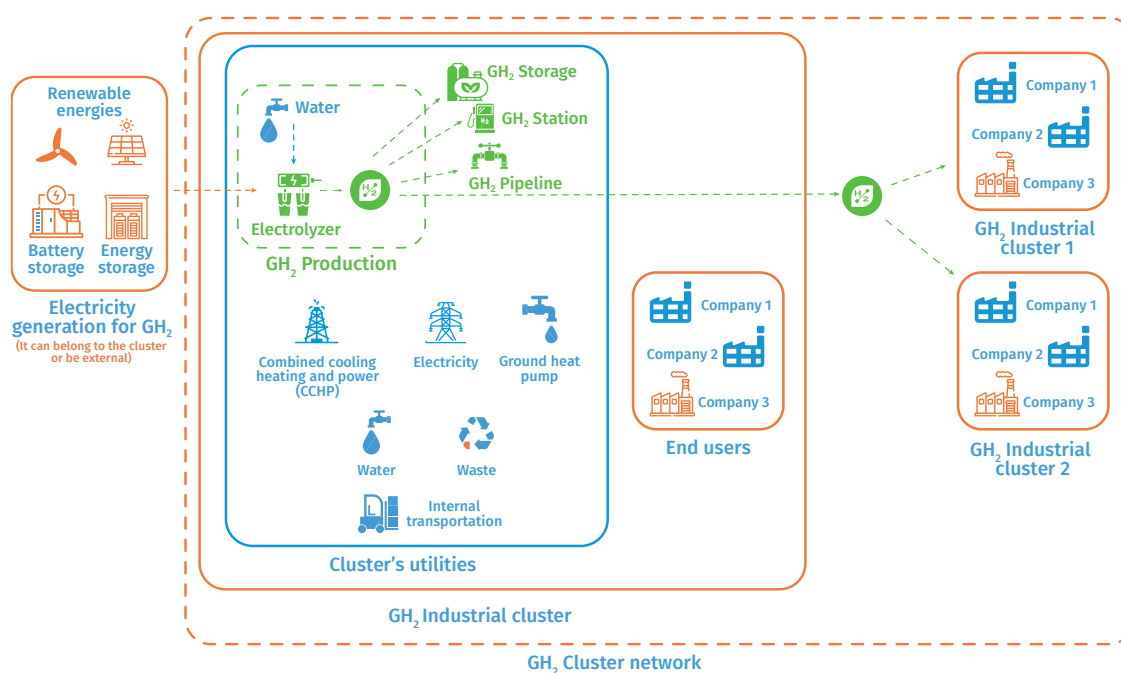 Renewable
energies
Battery
storage
Energy
storage
Electricity
generation for GH₂
(It can belong to the cluster
or be external)
Water
Electrolyzer
H₂
GH₂ Production
GH₂ Storage
H2
GH₂ Station
GH₂ Pipeline
Combined cooling
heating and power
(CCHP)
Electricity
Ground heat
pump
Water
Waste
Internal
transportation
Cluster's utilities
Company 1
Company 2
Company 3
End users
GH₂ Industrial cluster
H₂
Company 1
Company 2
Company 3
GH₂ Industrial
cluster 1
Company 1
Company 2
Company 3
GH₂ Industrial
cluster 2
GH₂ Cluster network